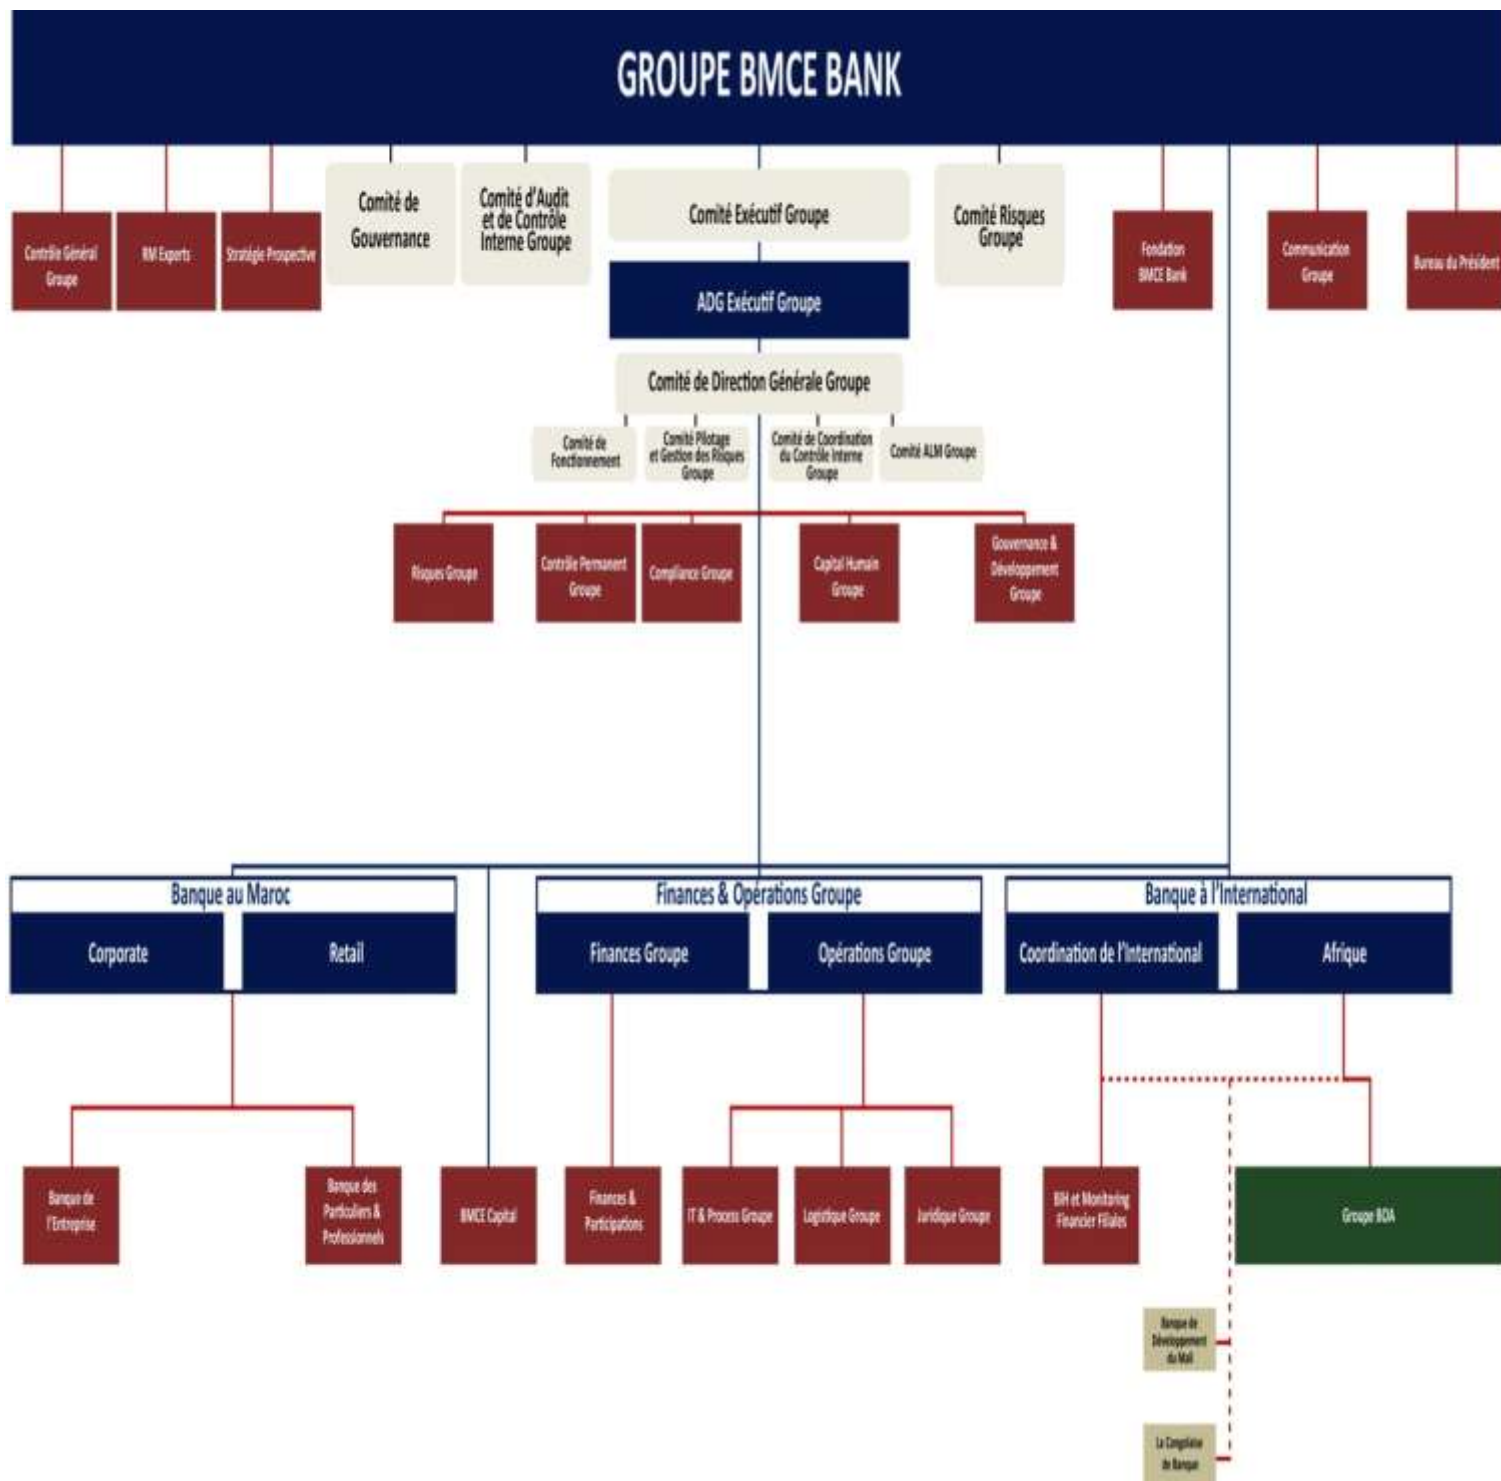 GROUPE BMCE BANK
Contrôle Général
Groupe
RM Experts
Stratégie Prospective
Comité de
Gouvernance
Comité d'Audit
et de Contrôle
Interne Groupe
Comité Exécutif Groupe
Comité Risques
Groupe
Fondation
BMCE Bank
Communication
Groupe
Bureau du Président
ADG Exécutif Groupe
Comité de Direction Générale Groupe
Comité de
Fonctionnement
Comité Pilotage
et Gestion des Risques
Groupe
Comité de Coordination
du Contrôle Interne
Groupe
Comité ALM Groupe
Risques Groupe
Contrôle Permanent
Groupe
Compliance Groupe
Capital Humain
Groupe
Gouvernance &
Développement
Groupe
Banque au Maroc
Corporate
Retail
Finances & Opérations Groupe
Finances Groupe
Opérations Groupe
Banque à l'International
Coordination de l'International
Afrique
Banque de
l'Entreprise
Banque des
Particuliers &
Professionnels
BMCE Capital
Finances &
Participations
IT & Process Groupe
Logistique Groupe
Juridique Groupe
BIH et Monitoring
Financier Filiales
Groupe BOA
Banque de
Développement
du Mali
La Congolaise
de Banque